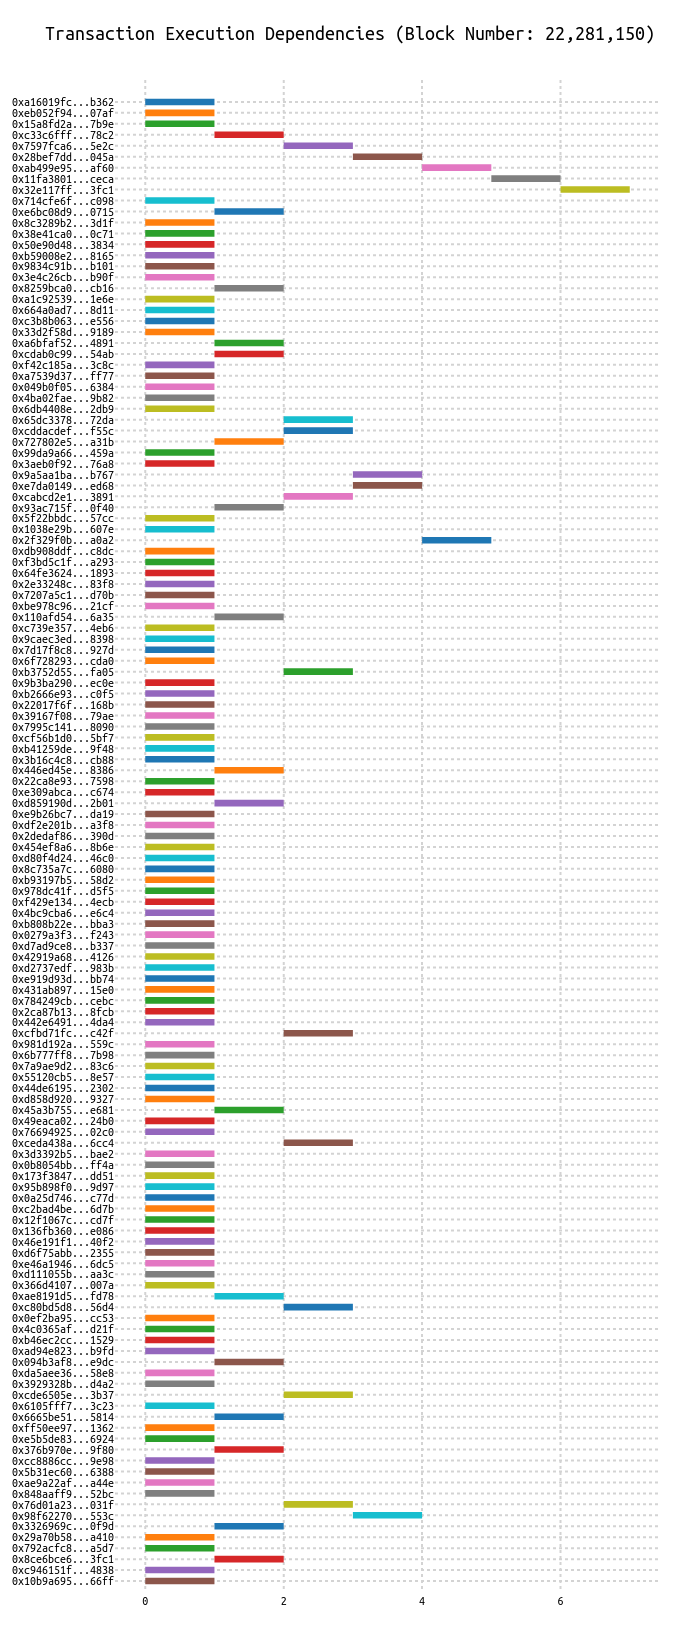 Transaction Execution Dependencies (Block Number: 22,281,150)
0xa16019fc...b362
0xeb052f94...07af
0x15a8fd2a...7b9e
0xc33c6fff...78c2
0x7597fca6...5e2c
0x28bef7dd...045a
0xab499e95...af60
0x11fa3801...ceca
0x32e117ff...3fc1
0x714cfe6f...c098
0xe6bc08d9...0715
0x8c3289b2...3d1f
0x38e41ca0...0c71
0x50e90d48...3834
0xb59008e2...8165
0x9834c91b...b101
0x3e4c26cb...b90f
0x8259bca0...cb16
0xa1c92539...1e6e
0x664a0ad7...8d11
0xc3b8b063...e556
0x33d2f58d...9189
0xa6bfaf52...4891
0xcdab0c99...54ab
0xf42c185a...3c8c
0xa7539d37...ff77
0x049b0f05...6384
0x4ba02fae...9b82
0x6db4408e...2db9
0x65dc3378...72da
0xcddacdef...f55c
0x727802e5...a31b
0x99da9a66...459a
0x3aeb0f92...76a8
0x9a5aa1ba...b767
0xe7da0149...ed68
0xcabcd2e1...3891
0x93ac715f...0f40
0x5f22bbdc...57cc
0x1038e29b...607e
0x2f329f0b...a0a2
0xdb908ddf...c8dc
0xf3bd5c1f...a293
0x64fe3624...1893
0x2e33248c...83f8
0x7207a5c1...d70b
0xbe978c96...21cf
0x110afd54...6a35
0xc739e357...4eb6
0x9caec3ed...8398
0x7d17f8c8...927d
0x6f728293...cda0
0xb3752d55...fa05
0x9b3ba290...ec0e
0xb2666e93...c0f5
0x22017f6f...168b
0x39167f08...79ae
0x7995c141...8090
0xcf56b1d0...5bf7
0xb41259de...9f48
0x3b16c4c8...cb88
0x446ed45e...8386
0x22ca8e93...7598
0xe309abca...c674
0xd859190d...2b01
0xe9b26bc7...da19
0xdf2e201b...a3f8
0x2dedaf86...390d
0x454ef8a6...8b6e
0xd80f4d24...46c0
0x8c735a7c...6080
0xb93197b5...58d2
0x978dc41f...d5f5
0xf429e134...4ecb
0x4bc9cba6...e6c4
0xb808b22e...bba3
0x0279a3f3...f243
0xd7ad9ce8...b337
0x42919a68...4126
0xd2737edf...983b
0xe919d93d...bb74
0x431ab897...15e0
0x784249cb...cebc
0x2ca87b13...8fcb
0x442e6491...4da4
0xcfbd71fc...c42f
0x981d192a...559c
0x6b777ff8...7b98
0x7a9ae9d2...83c6
0x55120cb5...8e57
0x44de6195...2302
0xd858d920...9327
0x45a3b755...e681
0x49eaca02...24b0
0x76694925...02c0
0xceda438a...6cc4
0x3d3392b5...bae2
0x0b8054bb...ff4a
0x173f3847...dd51
0x95b898f0...9d97
0x0a25d746...c77d
0xc2bad4be...6d7b
0x12f1067c...cd7f
0x136fb360...e086
0x46e191f1...40f2
0xd6f75abb...2355
0xe46a1946...6dc5
0xd111055b...aa3c
0x366d4107...007a
0xae8191d5...fd78
0xc80bd5d8...56d4
0x0ef2ba95...cc53
0x4c0365af...d21f
0xb46ec2cc...1529
0xad94e823...b9fd
0x094b3af8...e9dc
0xda5aee36...58e8
0x3929328b...d4a2
0xcde6505e...3b37
0x6105fff7...3c23
0x6665be51...5814
0xff50ee97...1362
0xe5b5de83...6924
0x376b970e...9f80
0xcc8886cc...9e98
0x5b31ec60...6388
0xae9a22af...a44e
0x848aaff9...52bc
0x76d01a23...031f
0x98f62270...553c
0x3326969c...0f9d
0x29a70b58...a410
0x792acfc8...a5d7
0x8ce6bce6...3fc1
0xc946151f...4838
0x10b9a695...66ff
0 2 4 6